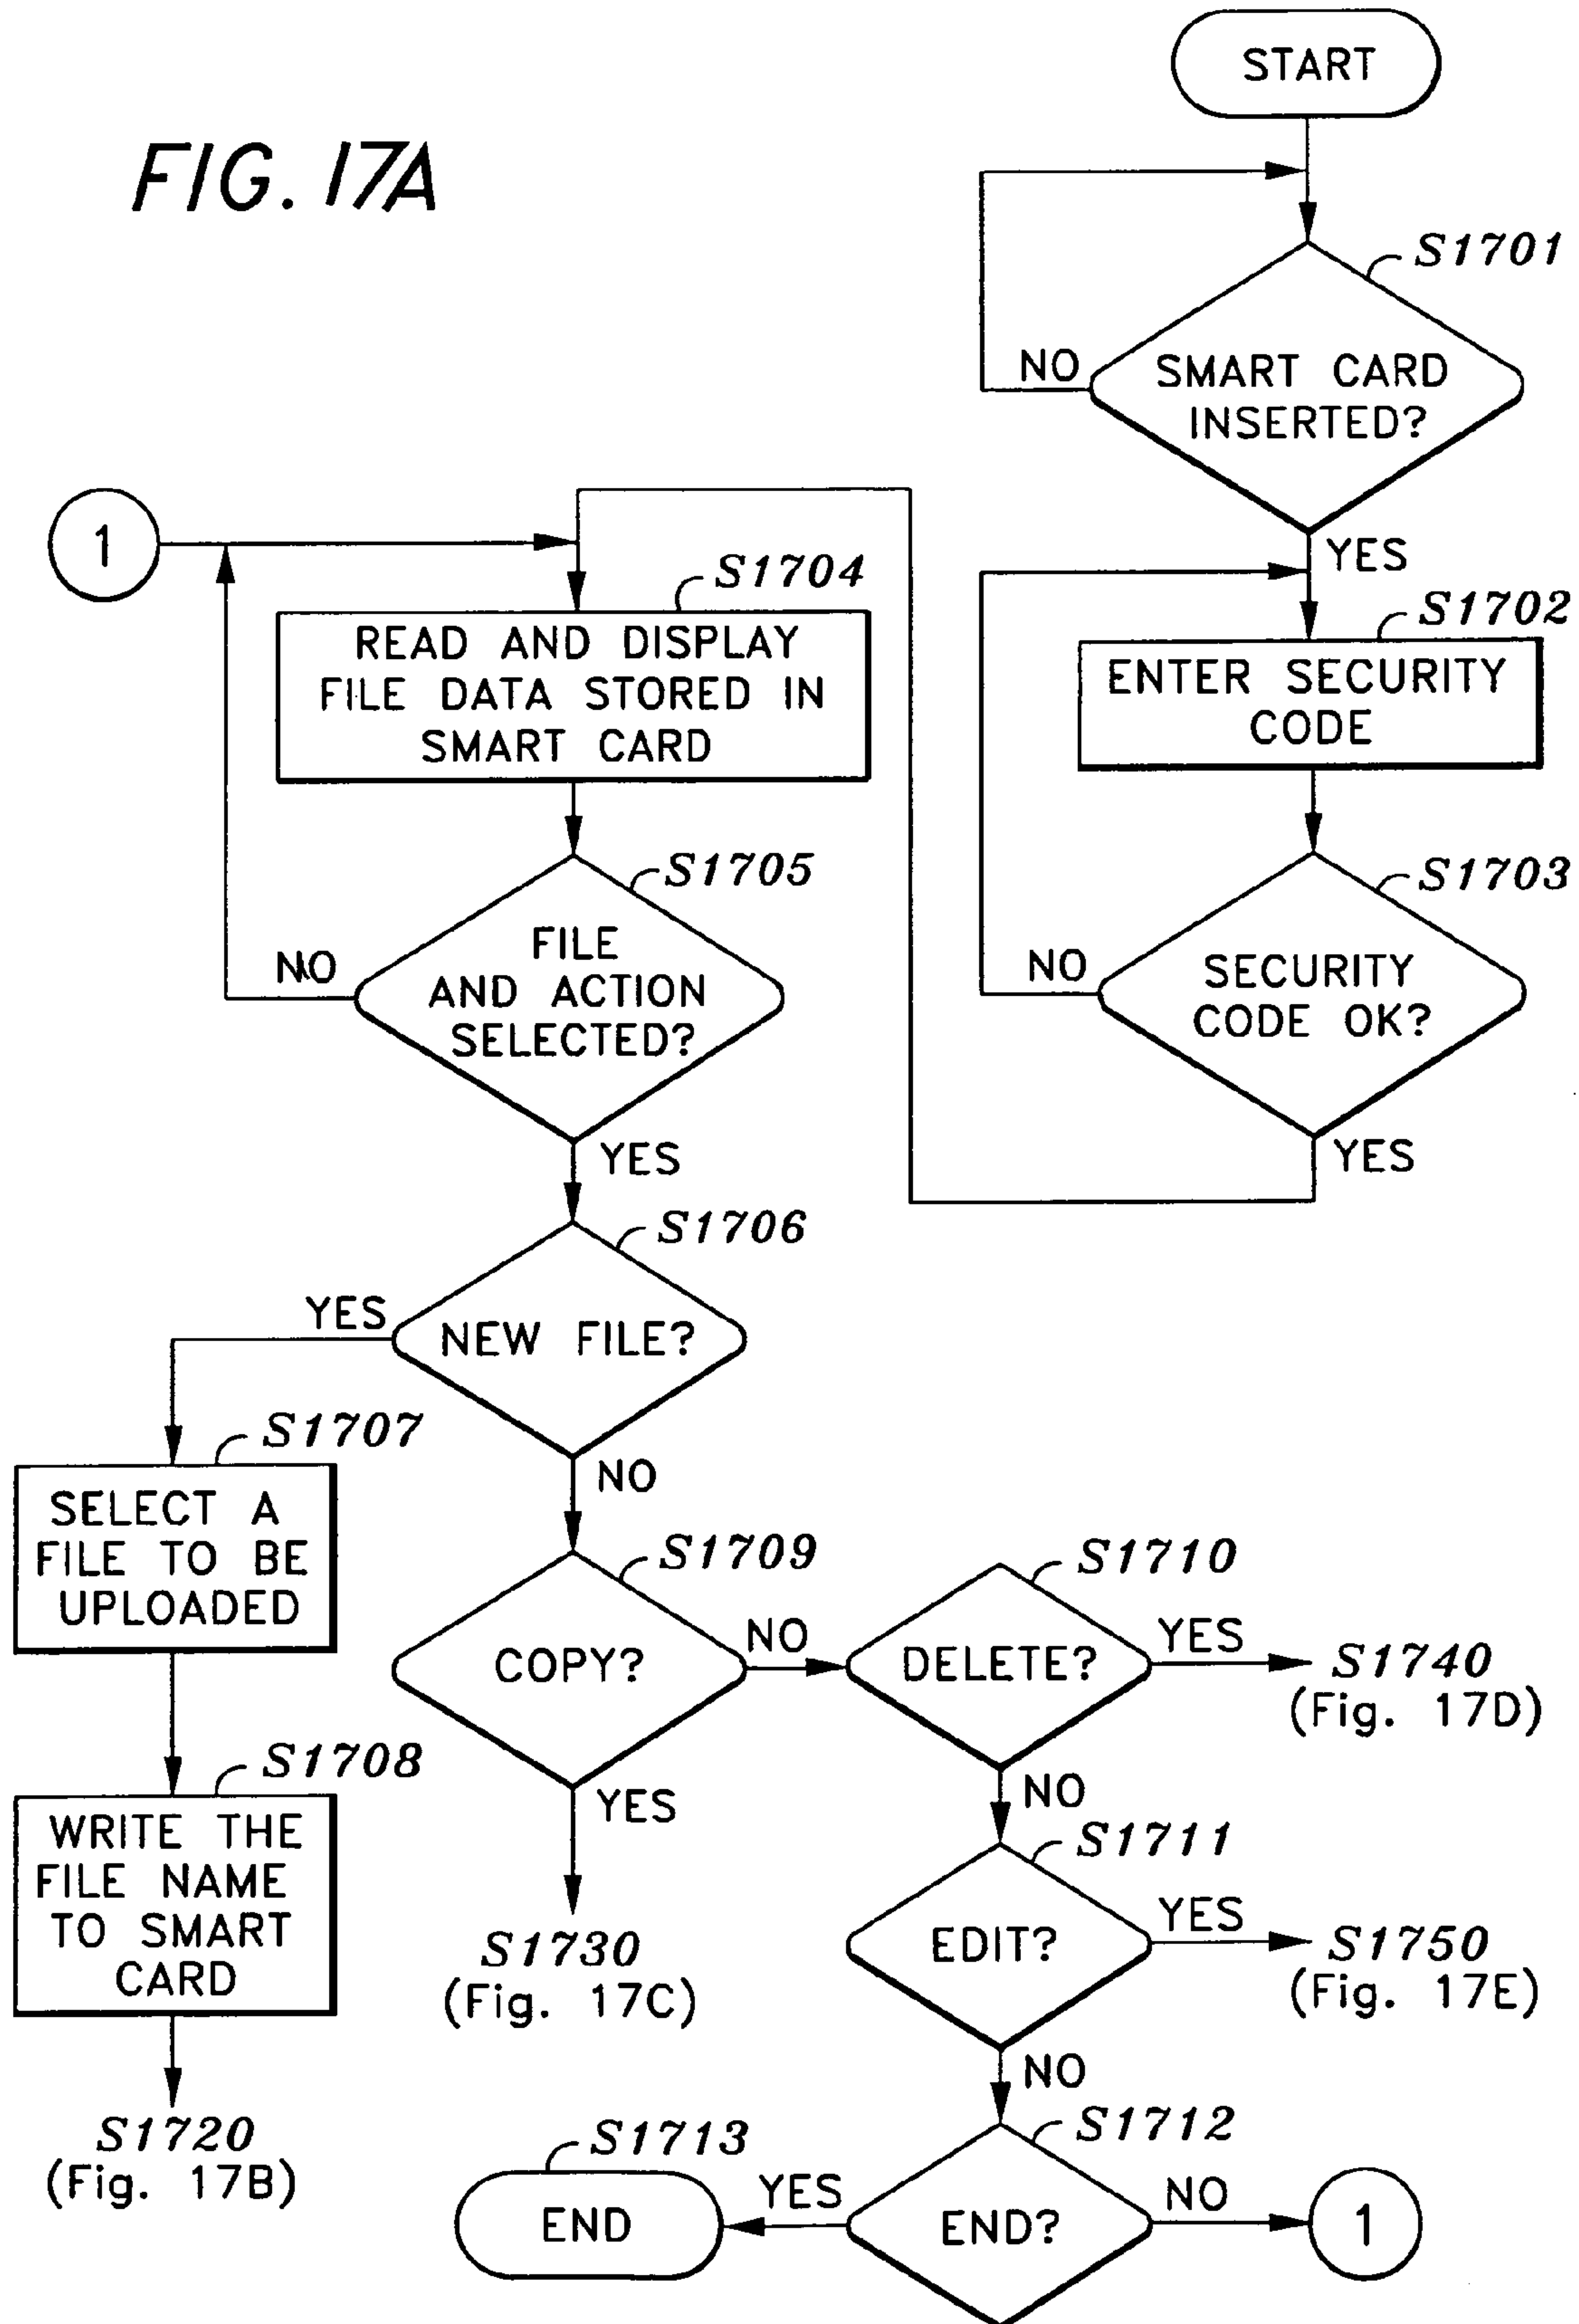 FIG. 17A
START
S1701
SMART CARD
INSERTED?
NO
YES
S1702
ENTER SECURITY
CODE
S1703
SECURITY
CODE OK?
NO
YES
1
S1704
READ AND DISPLAY
FILE DATA STORED IN
SMART CARD
S1705
FILE
AND ACTION
SELECTED?
NO
YES
S1706
NEW FILE?
YES
NO
S1707
SELECT A
FILE TO BE
UPLOADED
S1708
WRITE THE
FILE NAME
TO SMART
CARD
S1720
(Fig. 17B)
S1709
COPY?
NO
YES
S1730
(Fig. 17C)
S1710
DELETE?
YES
S1740
(Fig. 17D)
NO
S1711
EDIT?
YES
S1750
(Fig. 17E)
NO
S1712
END?
YES
NO
1
S1713
END